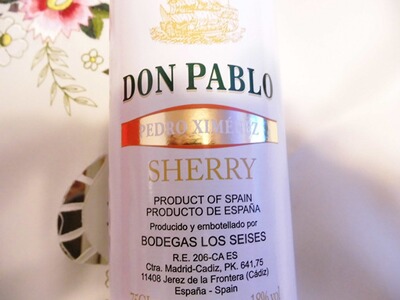 DON PABLO
PEDRO XIMÉNEZ
SHERRY
PRODUCT OF SPAIN
PRODUCTO DE ESPAÑA
Producido y embotellado por
BODEGAS LOS SEISES
R.E. 206-CA ES
Ctra. Madrid-Cadiz, PK. 641,75
11408 Jerez de la Frontera (Cádiz)
España - Spain